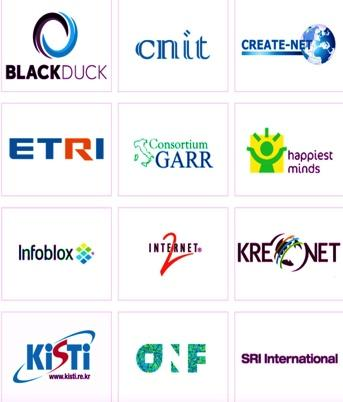 BLACKDUCK
cnit
CREATE-NET
ETRI
Consortium
GARR
happiest
minds
Infoblox
INTERNET®
2
KREONET
KiSTi
www.kisti.re.kr
ONF
SRI International